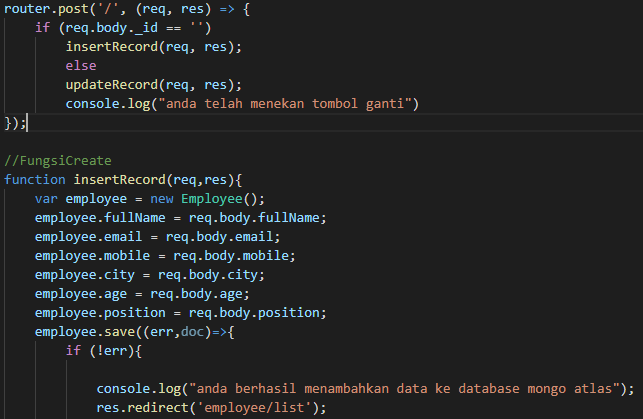 router.post('/', (req, res) => {
    if (req.body._id == '')
        insertRecord(req, res);
        else
        updateRecord(req, res);
        console.log("anda telah menekan tombol ganti")
});
//FungsiCreate
function insertRecord(req,res){
    var employee = new Employee();
    employee.fullName = req.body.fullName;
    employee.email = req.body.email;
    employee.mobile = req.body.mobile;
    employee.city = req.body.city;
    employee.age = req.body.age;
    employee.position = req.body.position;
    employee.save((err,doc)=>{
        if (!err){
            console.log("anda berhasil menambahkan data ke database mongo atlas");
            res.redirect('employee/list');